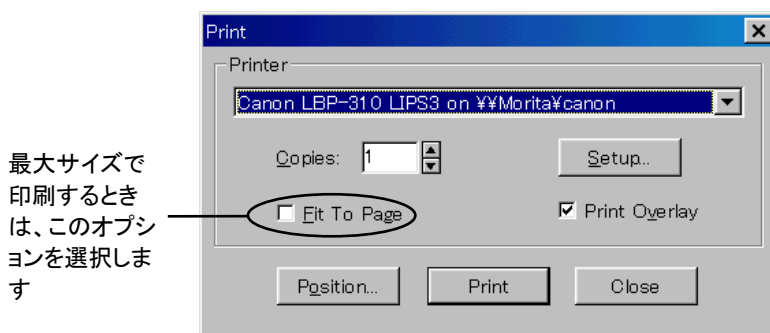 Print
Printer
Canon LBP-310 LIPS3 on ¥¥Morita¥canon
Copies: 1
Setup...
Fit To Page
Print Overlay
Position...
Print
Close
最大サイズで
印刷するとき
は、このオプシ
ョンを選択しま
す